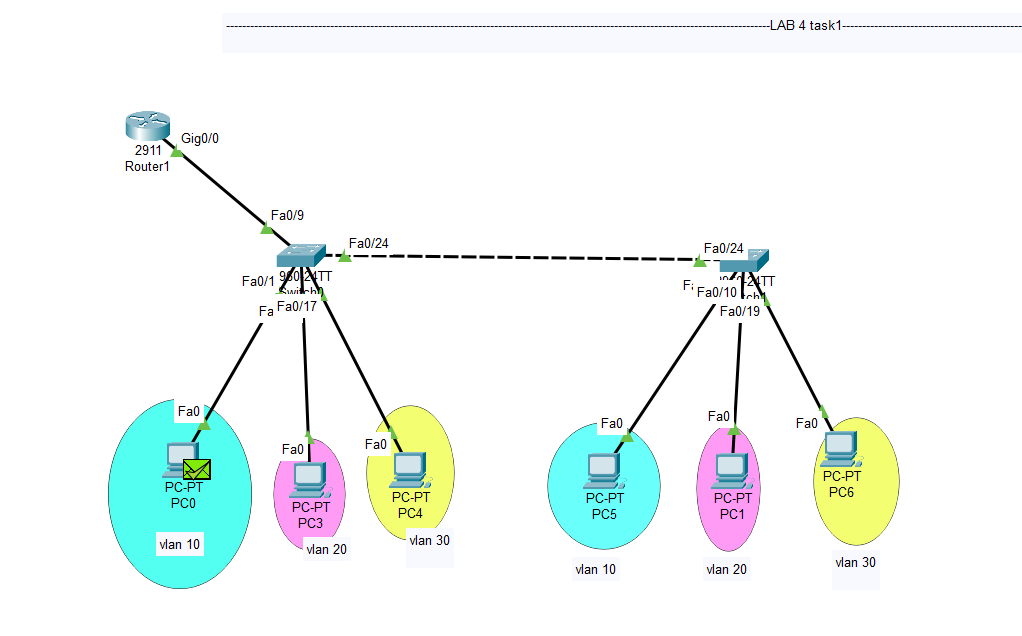 LAB 4 task1
Gig0/0
2911
Router1
Fa0/9
Fa0/24
Fa0/24
Fa0/1
Fa
Fa0/17
Fa0/10
Fa0/19
Fa0
PC-PT
PC0
vlan 10
Fa0
PC-PT
PC3
vlan 20
Fa0
PC-PT
PC4
vlan 30
Fa0
PC-PT
PC5
vlan 10
Fa0
PC-PT
PC1
vlan 20
Fa0
PC-PT
PC6
vlan 30